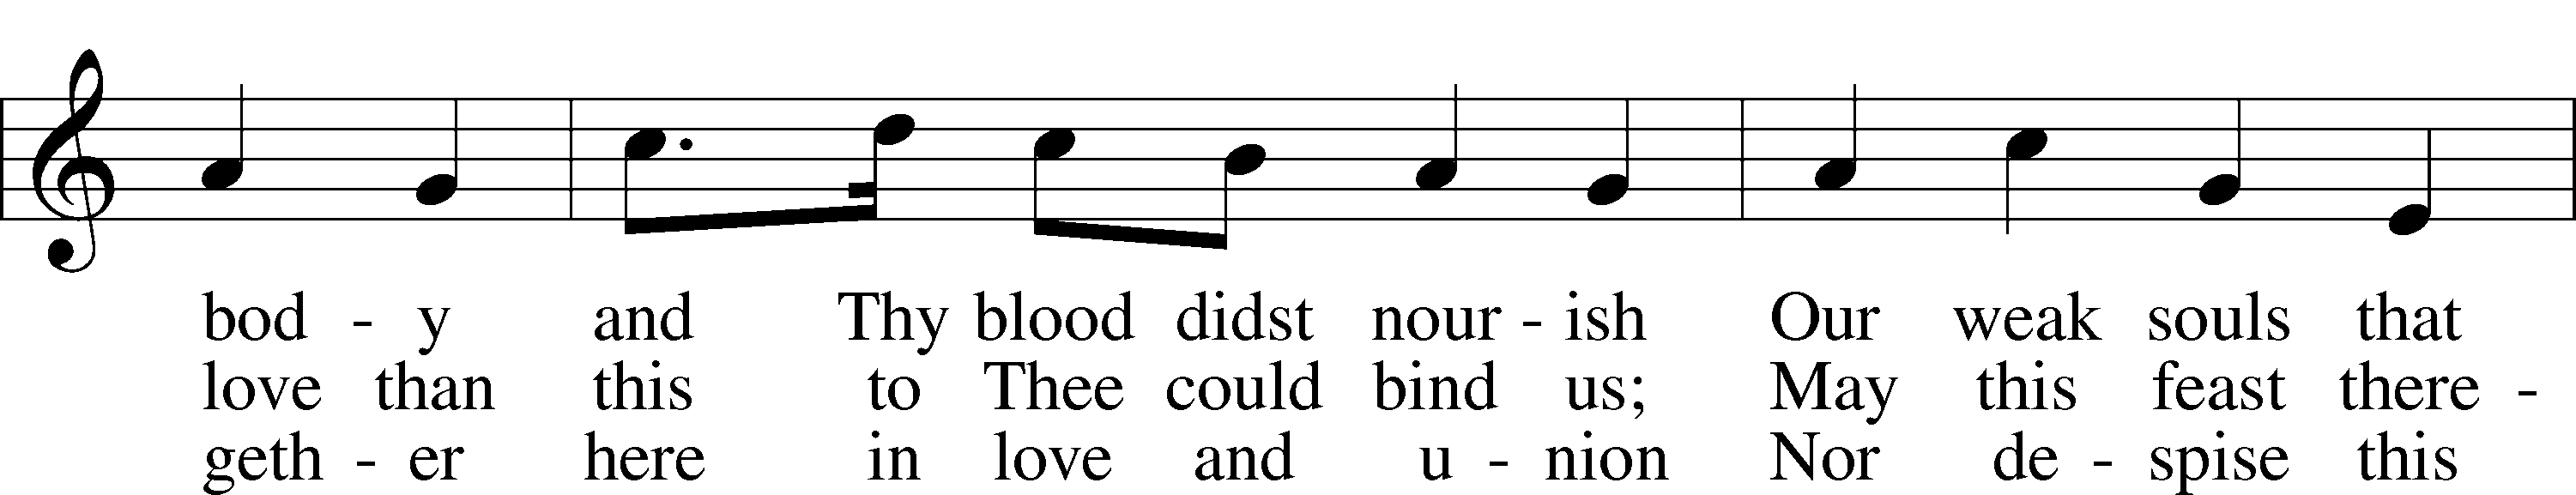 bod - y and Thy blood didst nour - ish Our weak souls that
love than this to Thee could bind us; May this feast there -
geth - er here in love and u - nion Nor de - spise this